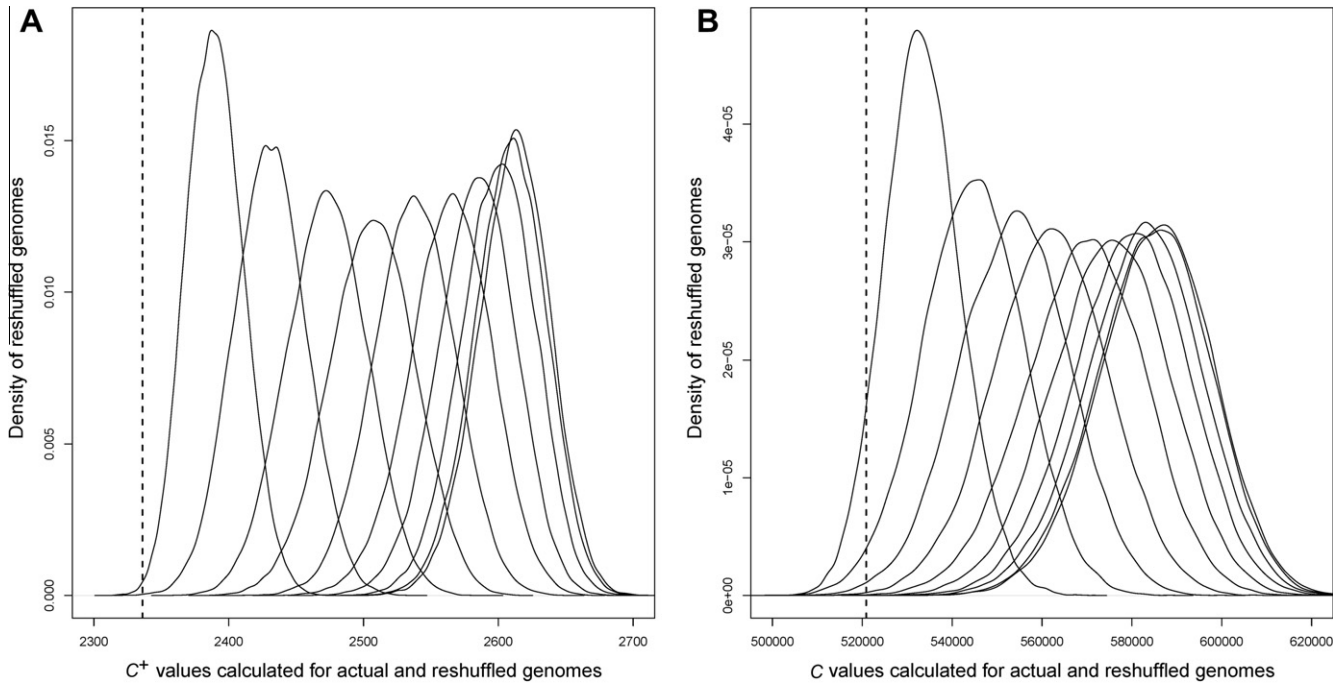 A
Density of reshuffled genomes
0.000
0.005
0.010
0.015
2300
2400
2500
2600
2700
C+ values calculated for actual and reshuffled genomes
B
Density of reshuffled genomes
0e+00
1e−05
2e−05
3e−05
4e−05
500000
520000
540000
560000
580000
600000
620000
C values calculated for actual and reshuffled genomes